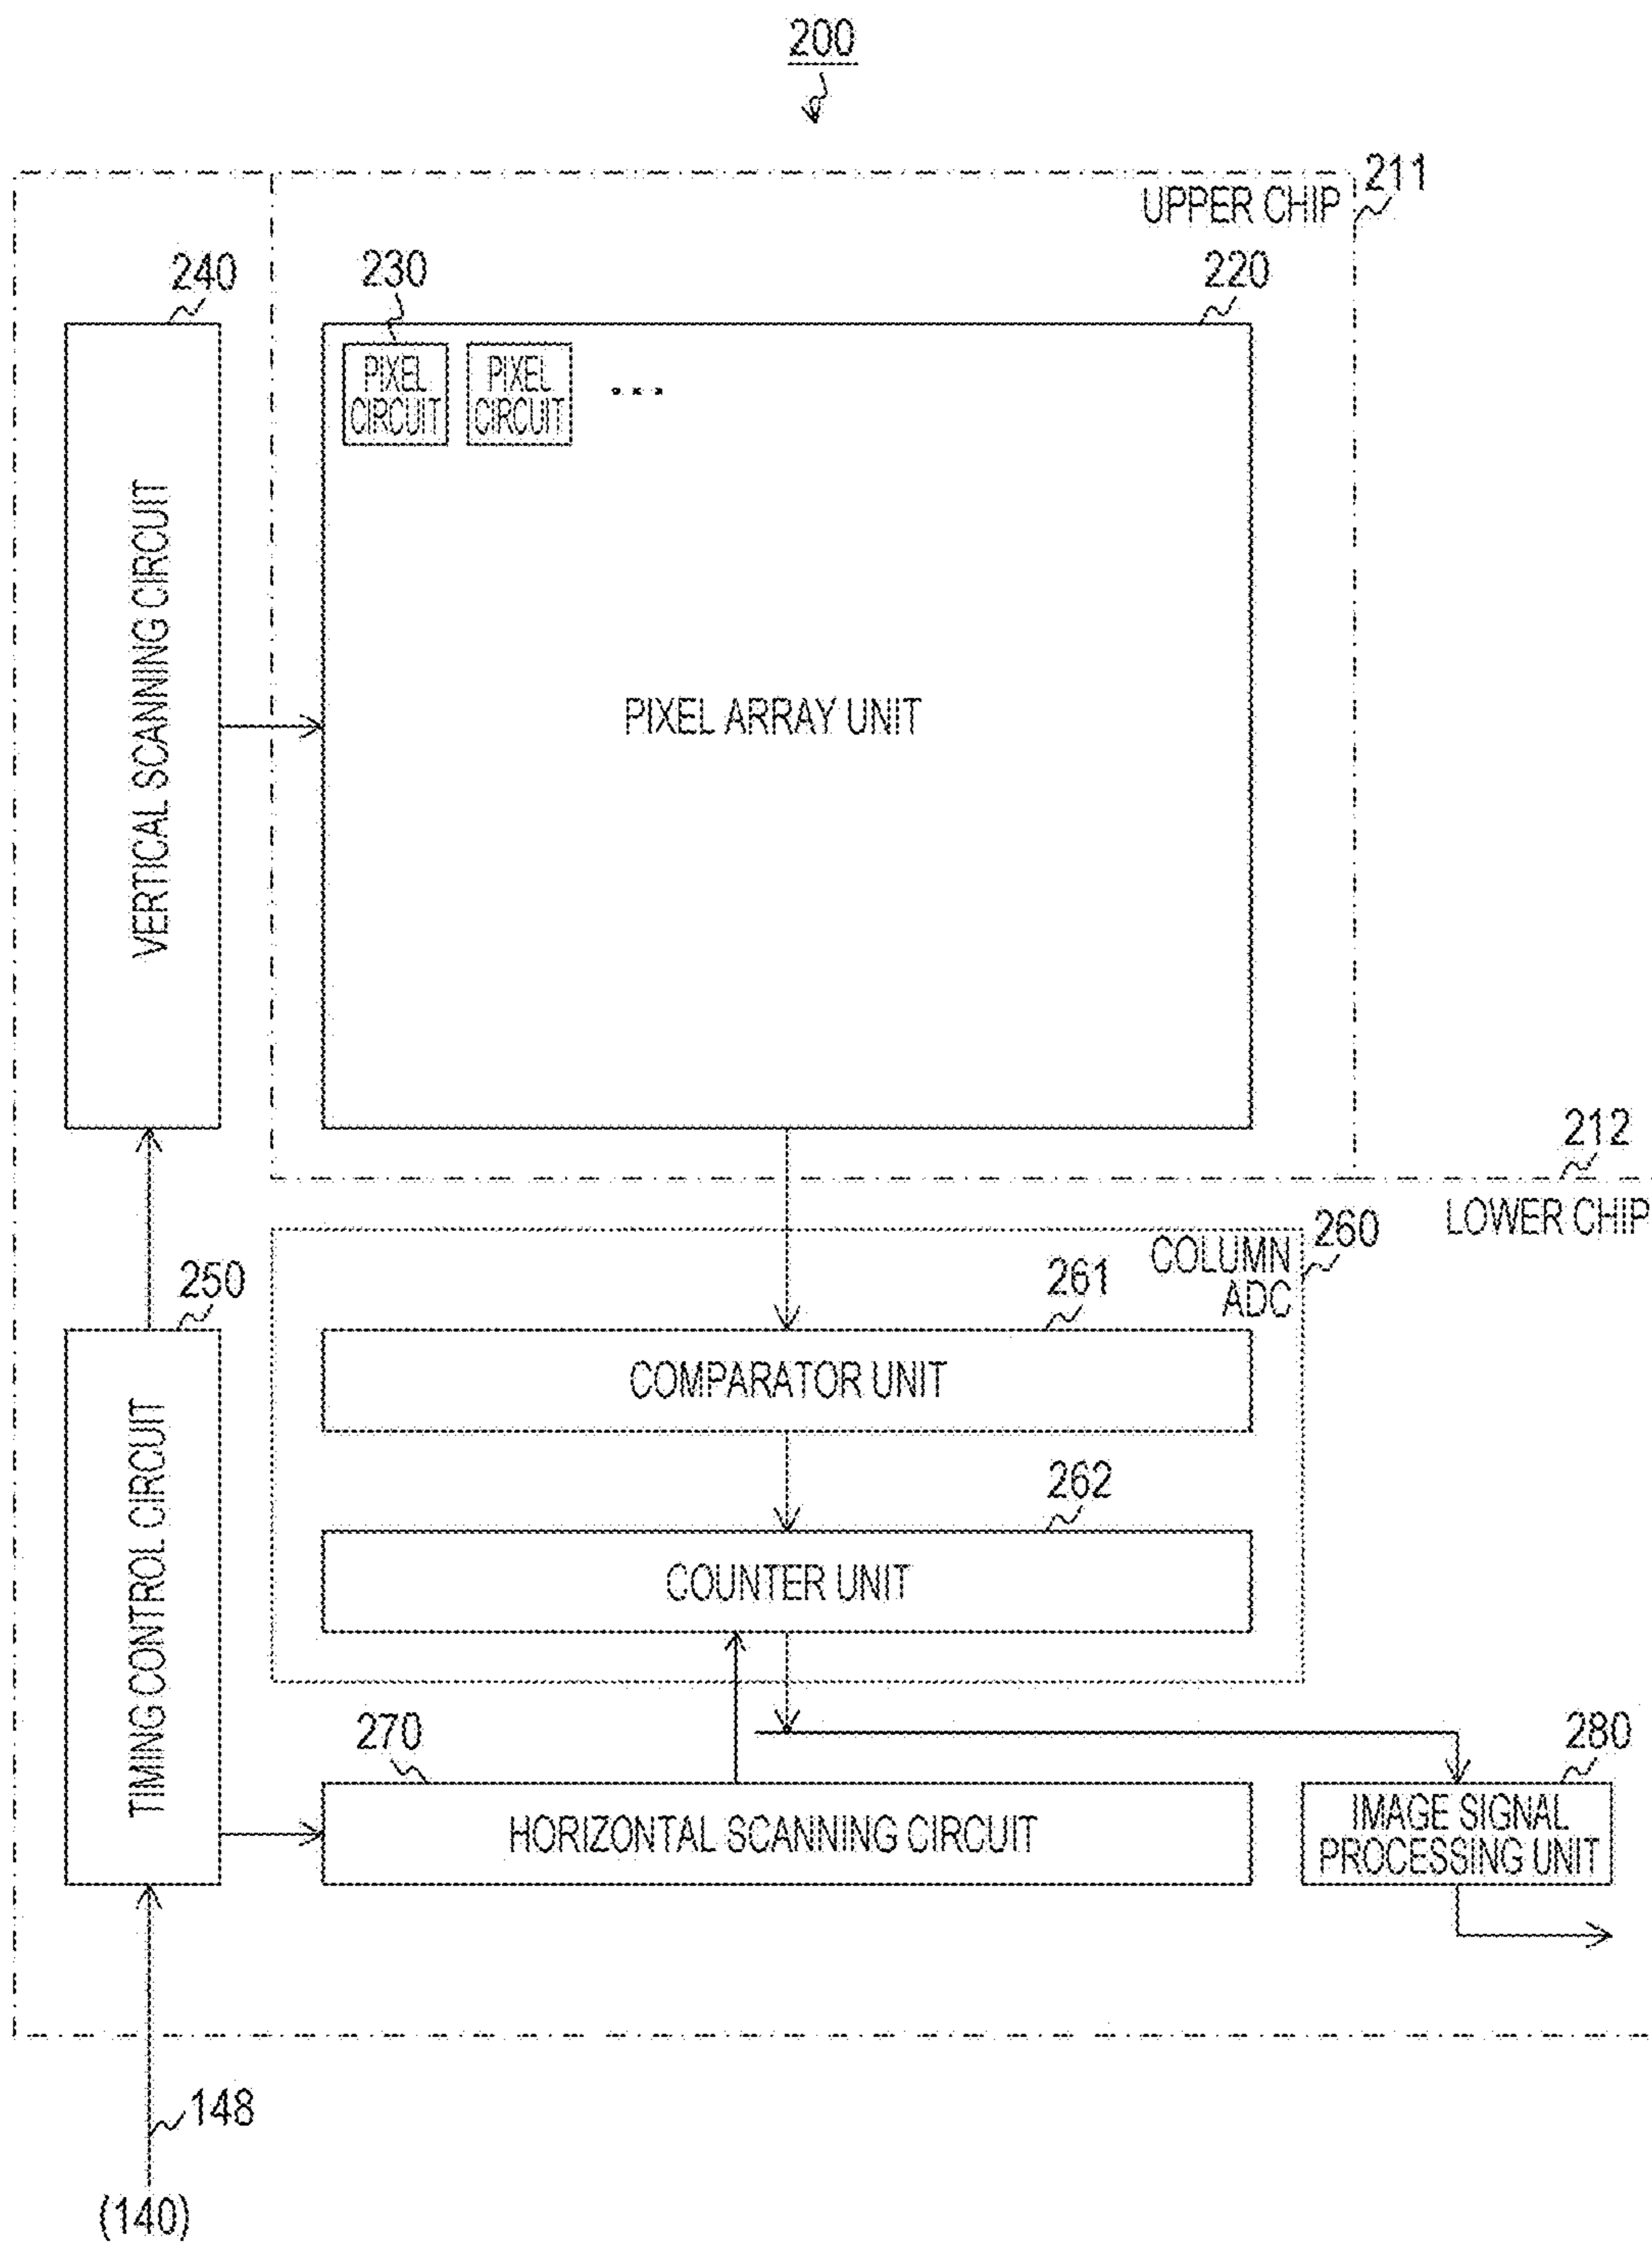 200
211
UPPER CHIP
240
230
220
PIXEL
CIRCUIT
PIXEL
CIRCUIT
...
VERTICAL SCANNING CIRCUIT
PIXEL ARRAY UNIT
212
LOWER CHIP
260
COLUMN
ADC
250
261
COMPARATOR UNIT
TIMING CONTROL CIRCUIT
262
COUNTER UNIT
270
280
HORIZONTAL SCANNING CIRCUIT
IMAGE SIGNAL
PROCESSING UNIT
148
(140)